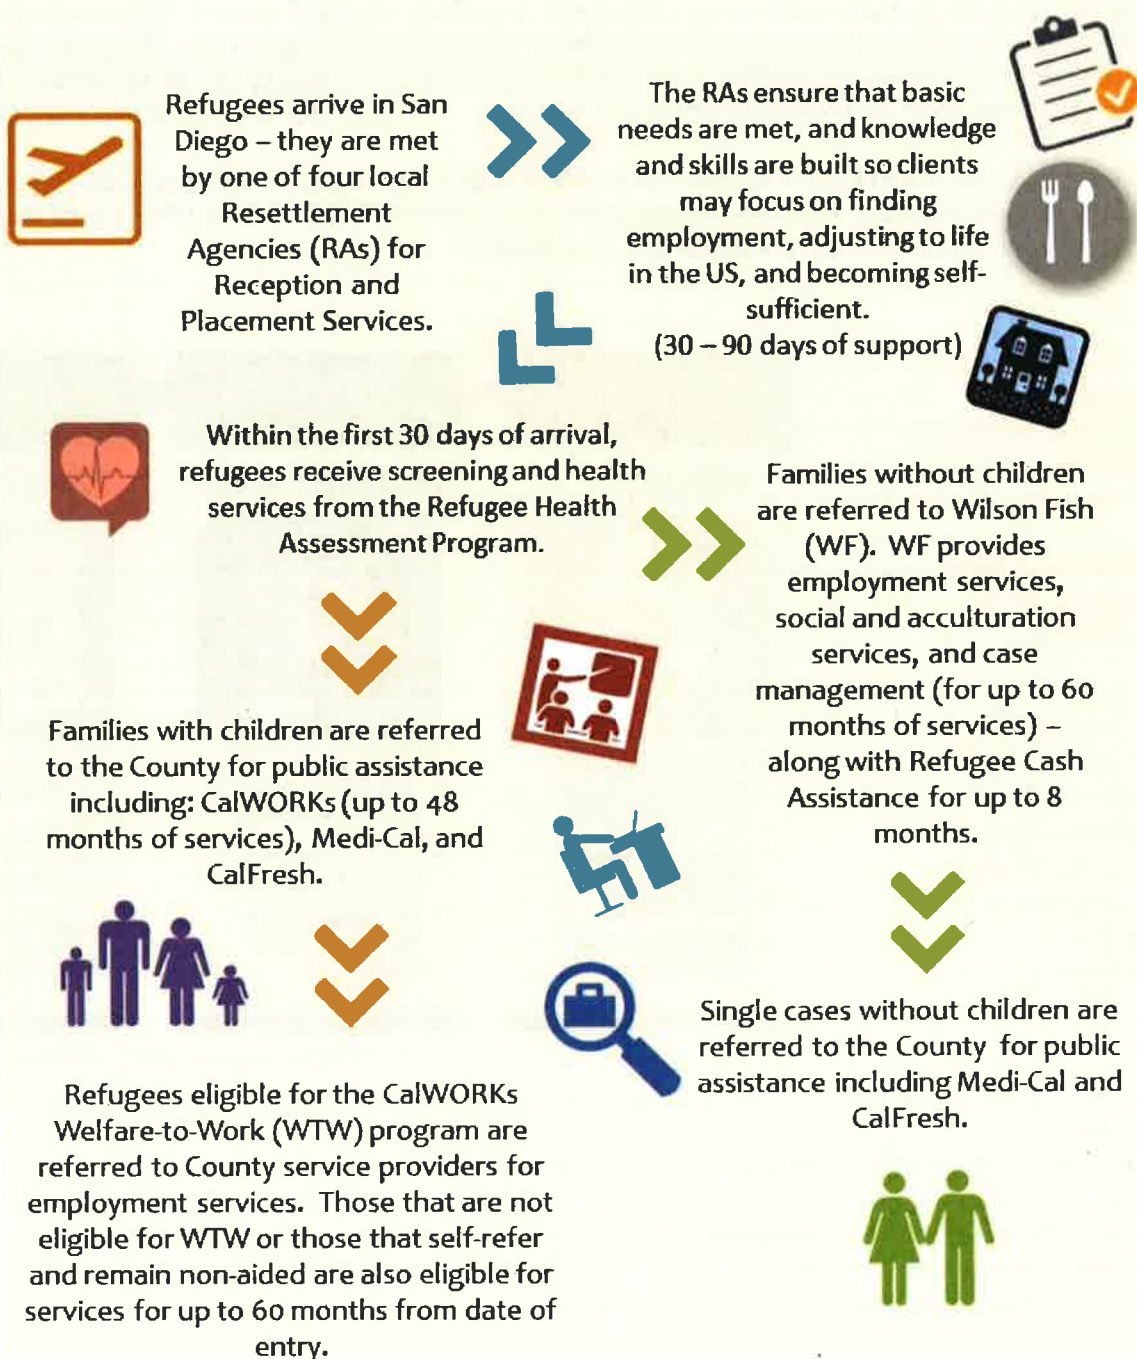 Refugees arrive in San
Diego – they are met
by one of four local
Resettlement
Agencies (RAs) for
Reception and
Placement Services.
The RAs ensure that basic
needs are met, and knowledge
and skills are built so clients
may focus on finding
employment, adjusting to life
in the US, and becoming self-
sufficient.
(30 – 90 days of support)
Within the first 30 days of arrival,
refugees receive screening and health
services from the Refugee Health
Assessment Program.
Families without children
are referred to Wilson Fish
(WF). WF provides
employment services,
social and acculturation
services, and case
management (for up to 60
months of services) –
along with Refugee Cash
Assistance for up to 8
months.
Families with children are referred
to the County for public assistance
including: CalWORKs (up to 48
months of services), Medi-Cal, and
CalFresh.
Single cases without children are
referred to the County for public
assistance including Medi-Cal and
CalFresh.
Refugees eligible for the CalWORKs
Welfare-to-Work (WTW) program are
referred to County service providers for
employment services. Those that are not
eligible for WTW or those that self-refer
and remain non-aided are also eligible for
services for up to 60 months from date of
entry.